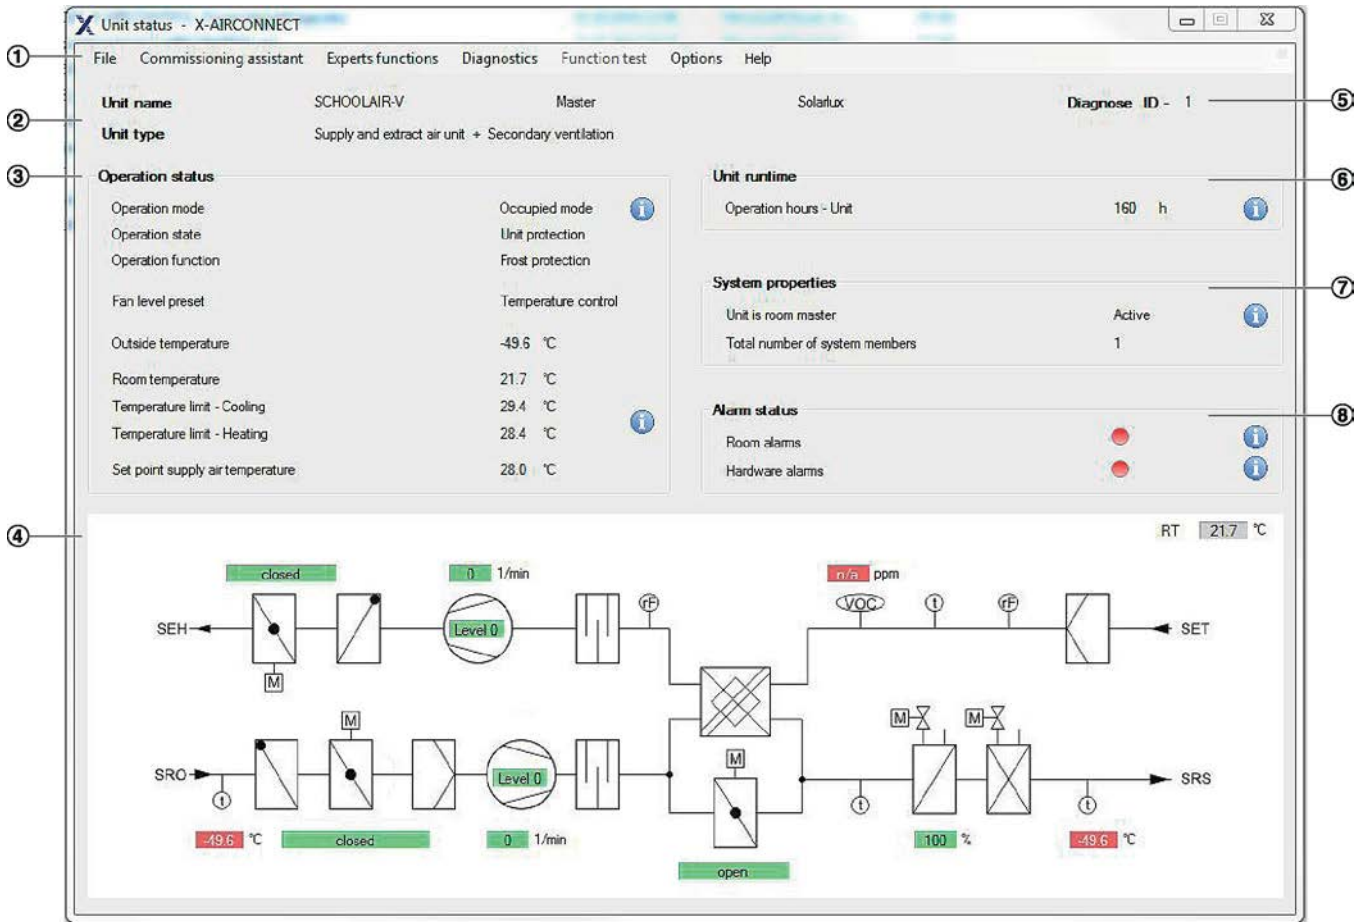 Unit status - X-AIRCONNECT
① File Commissioning assistant Experts functions Diagnostics Function test Options Help
Unit name SCHOOLAIR-V Master Solarlux Diagnose ID - 1 ⑤
②
Unit type Supply and extract air unit + Secondary ventilation
③ Operation status
Operation mode Occupied mode
Operation state Unit protection
Operation function Frost protection
Fan level preset Temperature control
Outside temperature -49.6 °C
Room temperature 21.7 °C
Temperature limit - Cooling 29.4 °C
Temperature limit - Heating 28.4 °C
Set point supply air temperature 28.0 °C
Unit runtime ⑥
Operation hours - Unit 160 h
System properties ⑦
Unit is room master Active
Total number of system members 1
Alarm status ⑧
Room alarms
Hardware alarms
④
RT 21.7 °C
closed 0 1/min n/a ppm
rF VOC t rF
SEH Level 0 SET
M
M M M
M
SRO Level 0 SRS
t t t
-49.6 °C closed 0 1/min 100 % -49.6 °C
open